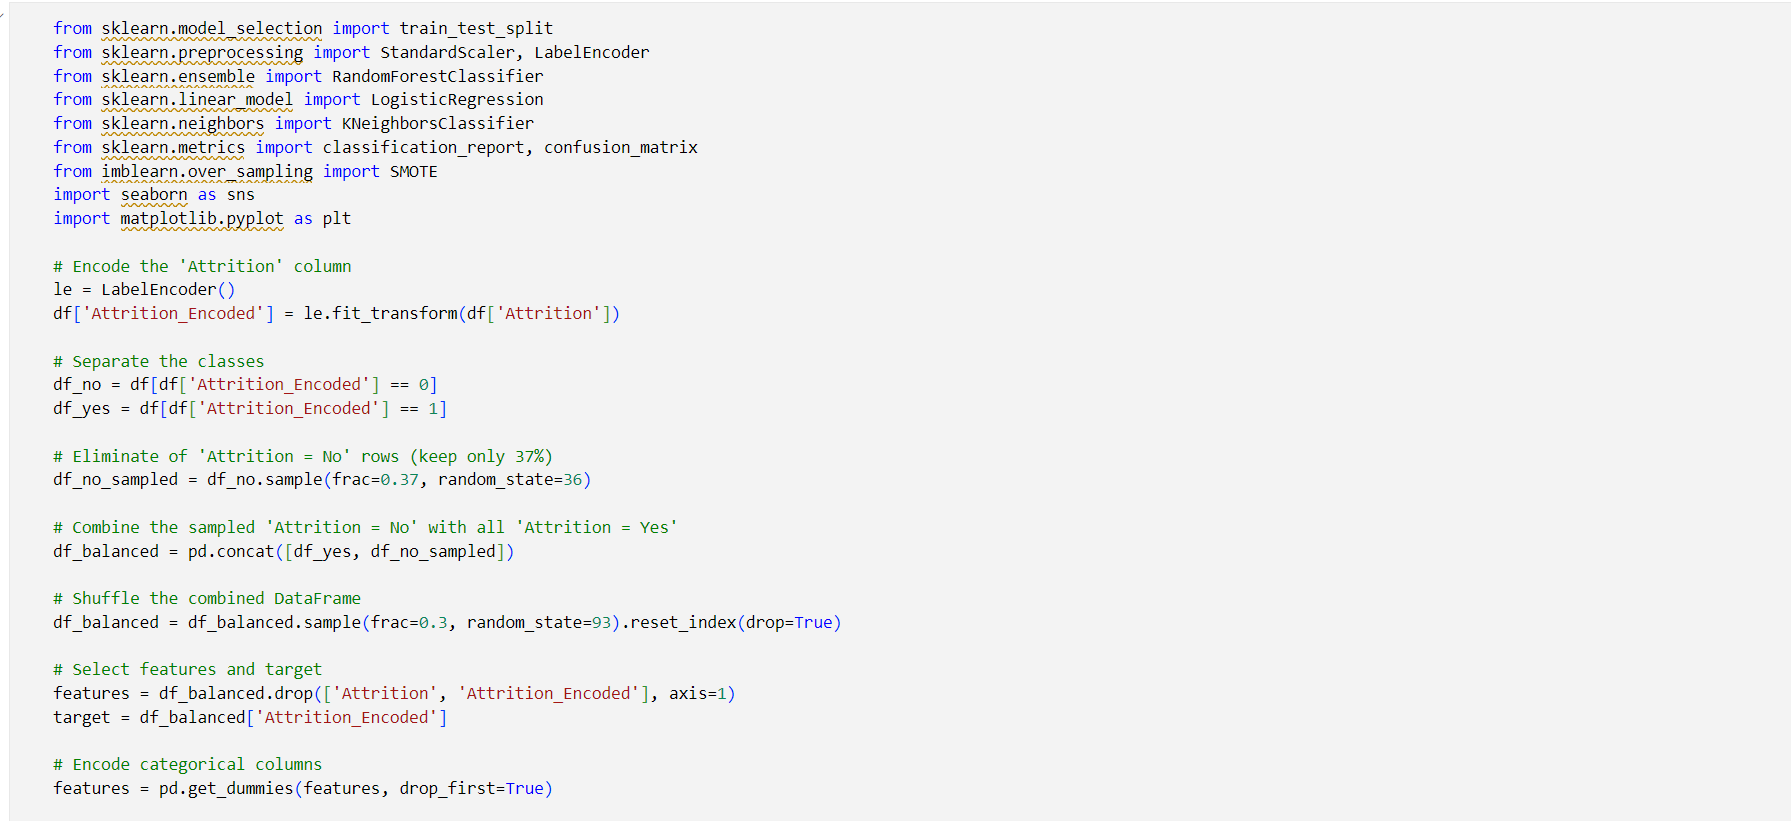 from sklearn.model_selection import train_test_split
from sklearn.preprocessing import StandardScaler, LabelEncoder
from sklearn.ensemble import RandomForestClassifier
from sklearn.linear_model import LogisticRegression
from sklearn.neighbors import KNeighborsClassifier
from sklearn.metrics import classification_report, confusion_matrix
from imblearn.over_sampling import SMOTE
import seaborn as sns
import matplotlib.pyplot as plt

# Encode the 'Attrition' column
le = LabelEncoder()
df['Attrition_Encoded'] = le.fit_transform(df['Attrition'])

# Separate the classes
df_no = df[df['Attrition_Encoded'] == 0]
df_yes = df[df['Attrition_Encoded'] == 1]

# Eliminate of 'Attrition = No' rows (keep only 37%)
df_no_sampled = df_no.sample(frac=0.37, random_state=36)

# Combine the sampled 'Attrition = No' with all 'Attrition = Yes'
df_balanced = pd.concat([df_yes, df_no_sampled])

# Shuffle the combined DataFrame
df_balanced = df_balanced.sample(frac=0.3, random_state=93).reset_index(drop=True)

# Select features and target
features = df_balanced.drop(['Attrition', 'Attrition_Encoded'], axis=1)
target = df_balanced['Attrition_Encoded']

# Encode categorical columns
features = pd.get_dummies(features, drop_first=True)